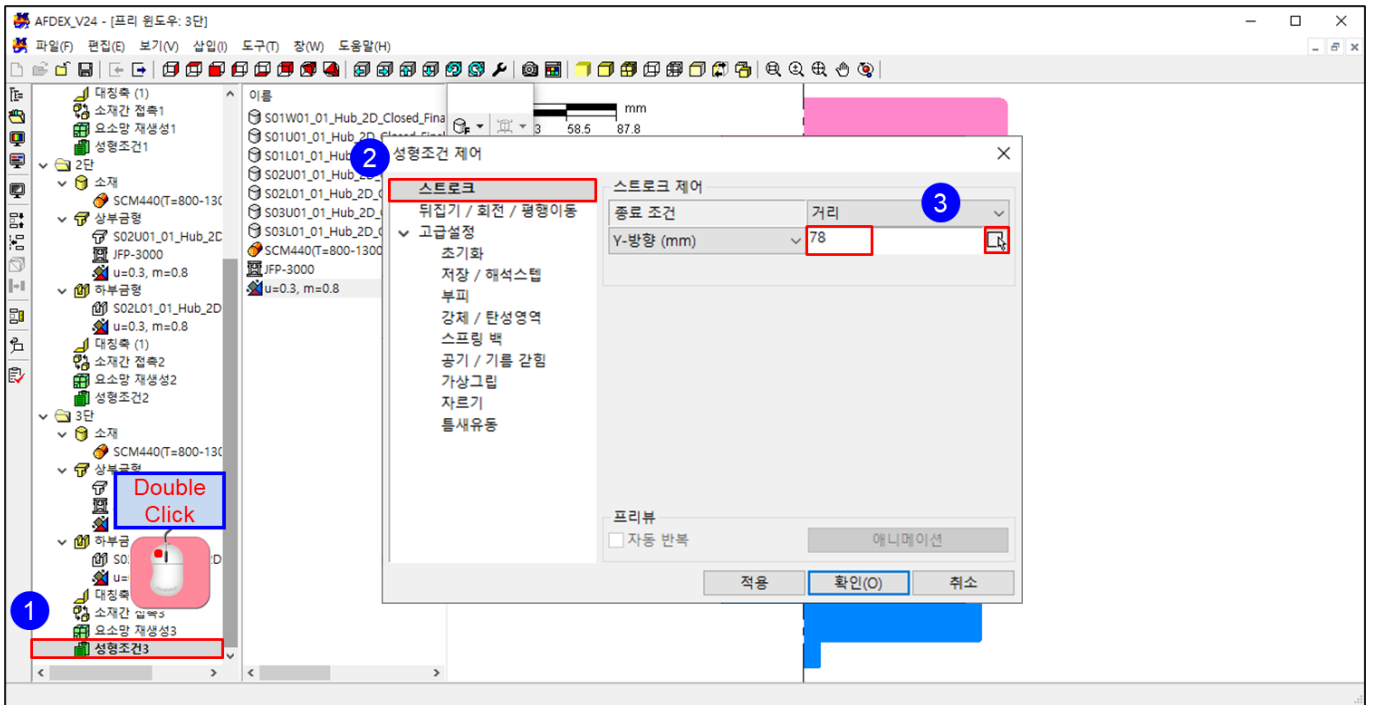 AFDEX_V24 - [프리 윈도우: 3단]
파일(F) 편집(E) 보기(V) 삽입(I) 도구(T) 창(W) 도움말(H)
대칭축 (1)
소재간 접촉1
요소망 재생성1
성형조건1
2단
소재
SCM440(T=800-130
상부금형
S02U01_01_Hub_2D
JFP-3000
u=0.3, m=0.8
하부금형
S02L01_01_Hub_2D
u=0.3, m=0.8
대칭축 (1)
소재간 접촉2
요소망 재생성2
성형조건2
3단
소재
SCM440(T=800-130
상부금형
Double
Click
하부금
S0
2D
u=
대칭축
소재간 접촉3
요소망 재생성3
1
성형조건3
이름
S01W01_01_Hub_2D_Closed_Fina
S01U01_01_Hub_2D_Closed_Final
S01L01_01_Hub
S02U01_01_Hub_2D_
S02L01_01_Hub_2D_C
S03U01_01_Hub_2D_
S03L01_01_Hub_2D_C
SCM440(T=800-1300
JFP-3000
u=0.3, m=0.8
mm
3 58.5 87.8
2
성형조건 제어
스트로크
뒤집기 / 회전 / 평행이동
고급설정
초기화
저장 / 해석스텝
부피
강체 / 탄성영역
스프링 백
공기 / 기름 갇힘
가상그립
자르기
틈새유동
스트로크 제어
3
종료 조건 거리
Y-방향 (mm) 78
프리뷰
자동 반복 애니메이션
적용 확인(O) 취소